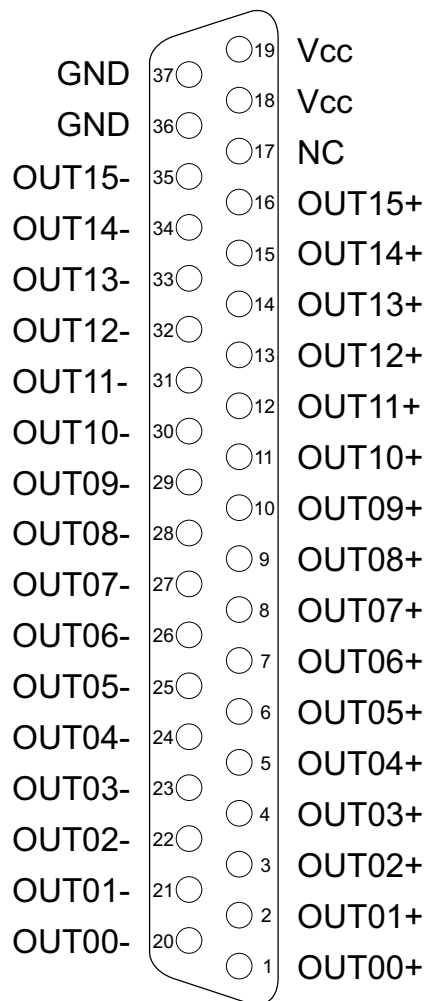 19 Vcc
GND 37
18 Vcc
GND 36
17 NC
OUT15- 35
16 OUT15+
OUT14- 34
15 OUT14+
OUT13- 33
14 OUT13+
OUT12- 32
13 OUT12+
OUT11- 31
12 OUT11+
OUT10- 30
11 OUT10+
OUT09- 29
10 OUT09+
OUT08- 28
9 OUT08+
OUT07- 27
8 OUT07+
OUT06- 26
7 OUT06+
OUT05- 25
6 OUT05+
OUT04- 24
5 OUT04+
OUT03- 23
4 OUT03+
OUT02- 22
3 OUT02+
OUT01- 21
2 OUT01+
OUT00- 20
1 OUT00+